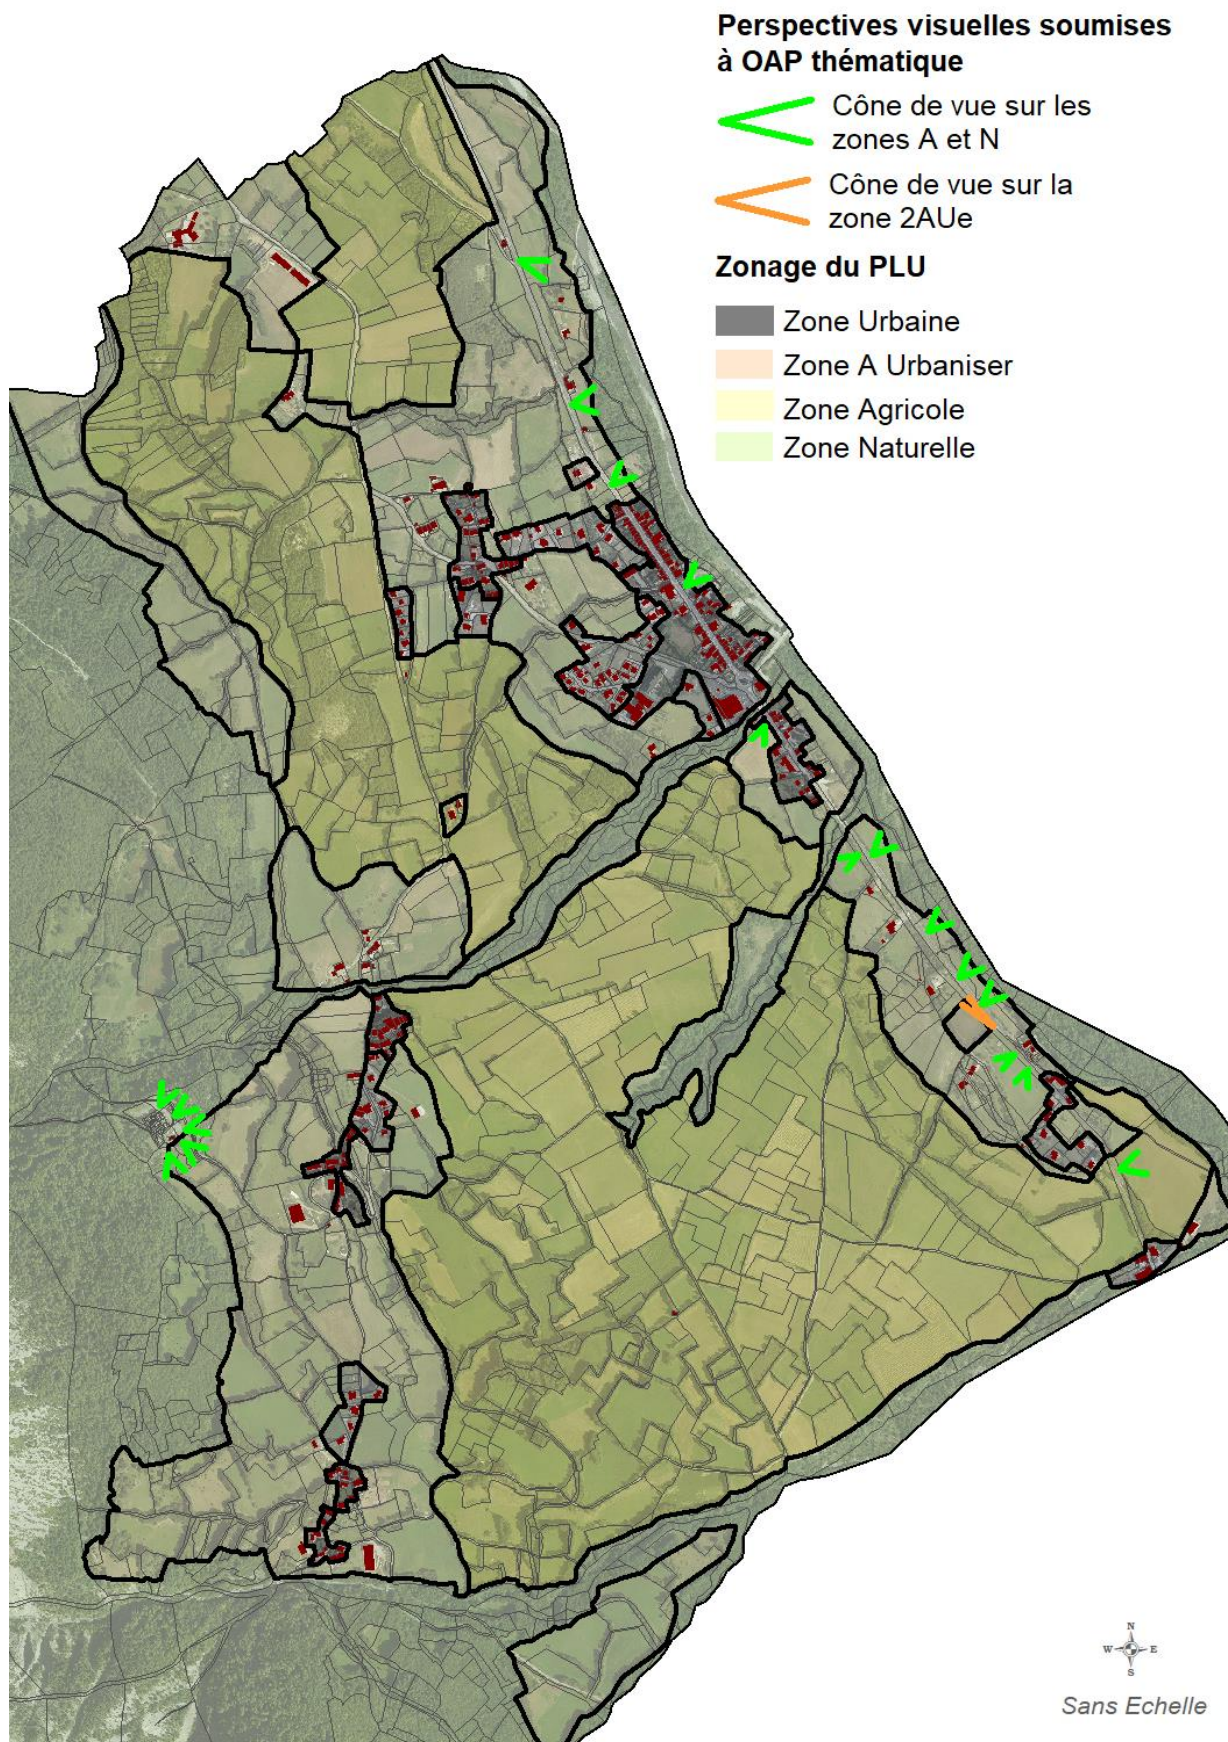 Perspectives visuelles soumises
à OAP thématique
Cône de vue sur les
zones A et N
Cône de vue sur la
zone 2AUe
Zonage du PLU
Zone Urbaine
Zone A Urbaniser
Zone Agricole
Zone Naturelle
N
W E
S
Sans Echelle